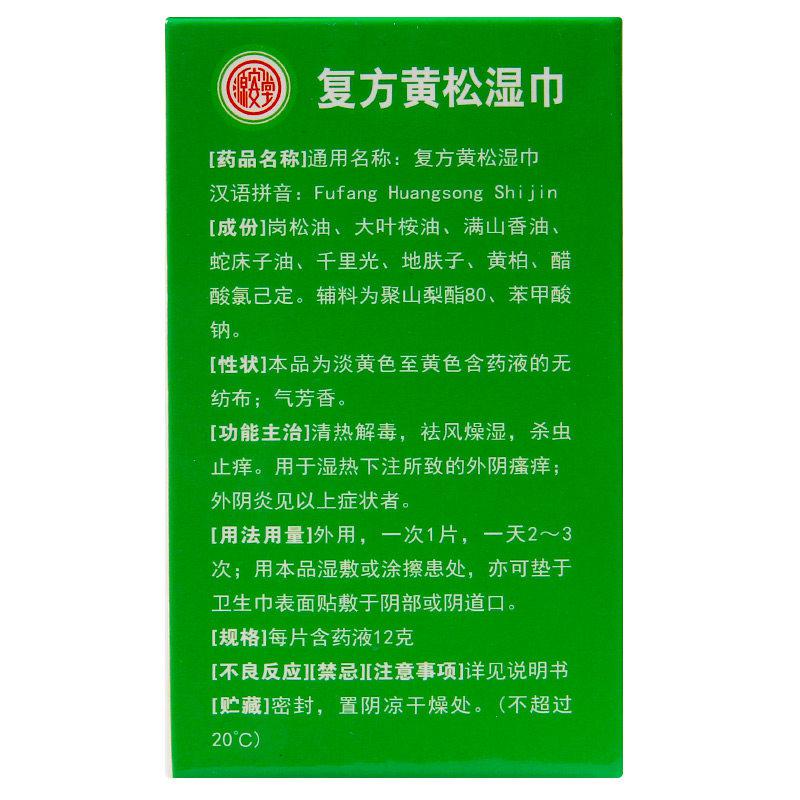 源安堂
复方黄松湿巾
[药品名称]通用名称：复方黄松湿巾
汉语拼音：Fufang Huangsong Shijin
[成份]岗松油、大叶桉油、满山香油、
蛇床子油、千里光、地肤子、黄柏、醋
酸氯己定。辅料为聚山梨酯80、苯甲酸
钠。
[性状]本品为淡黄色至黄色含药液的无
纺布；气芳香。
[功能主治]清热解毒，祛风燥湿，杀虫
止痒。用于湿热下注所致的外阴瘙痒；
外阴炎见以上症状者。
[用法用量]外用，一次1片，一天2～3
次；用本品湿敷或涂擦患处，亦可垫于
卫生巾表面贴敷于阴部或阴道口。
[规格]每片含药液12克
[不良反应][禁忌][注意事项]详见说明书
[贮藏]密封，置阴凉干燥处。(不超过
20℃)